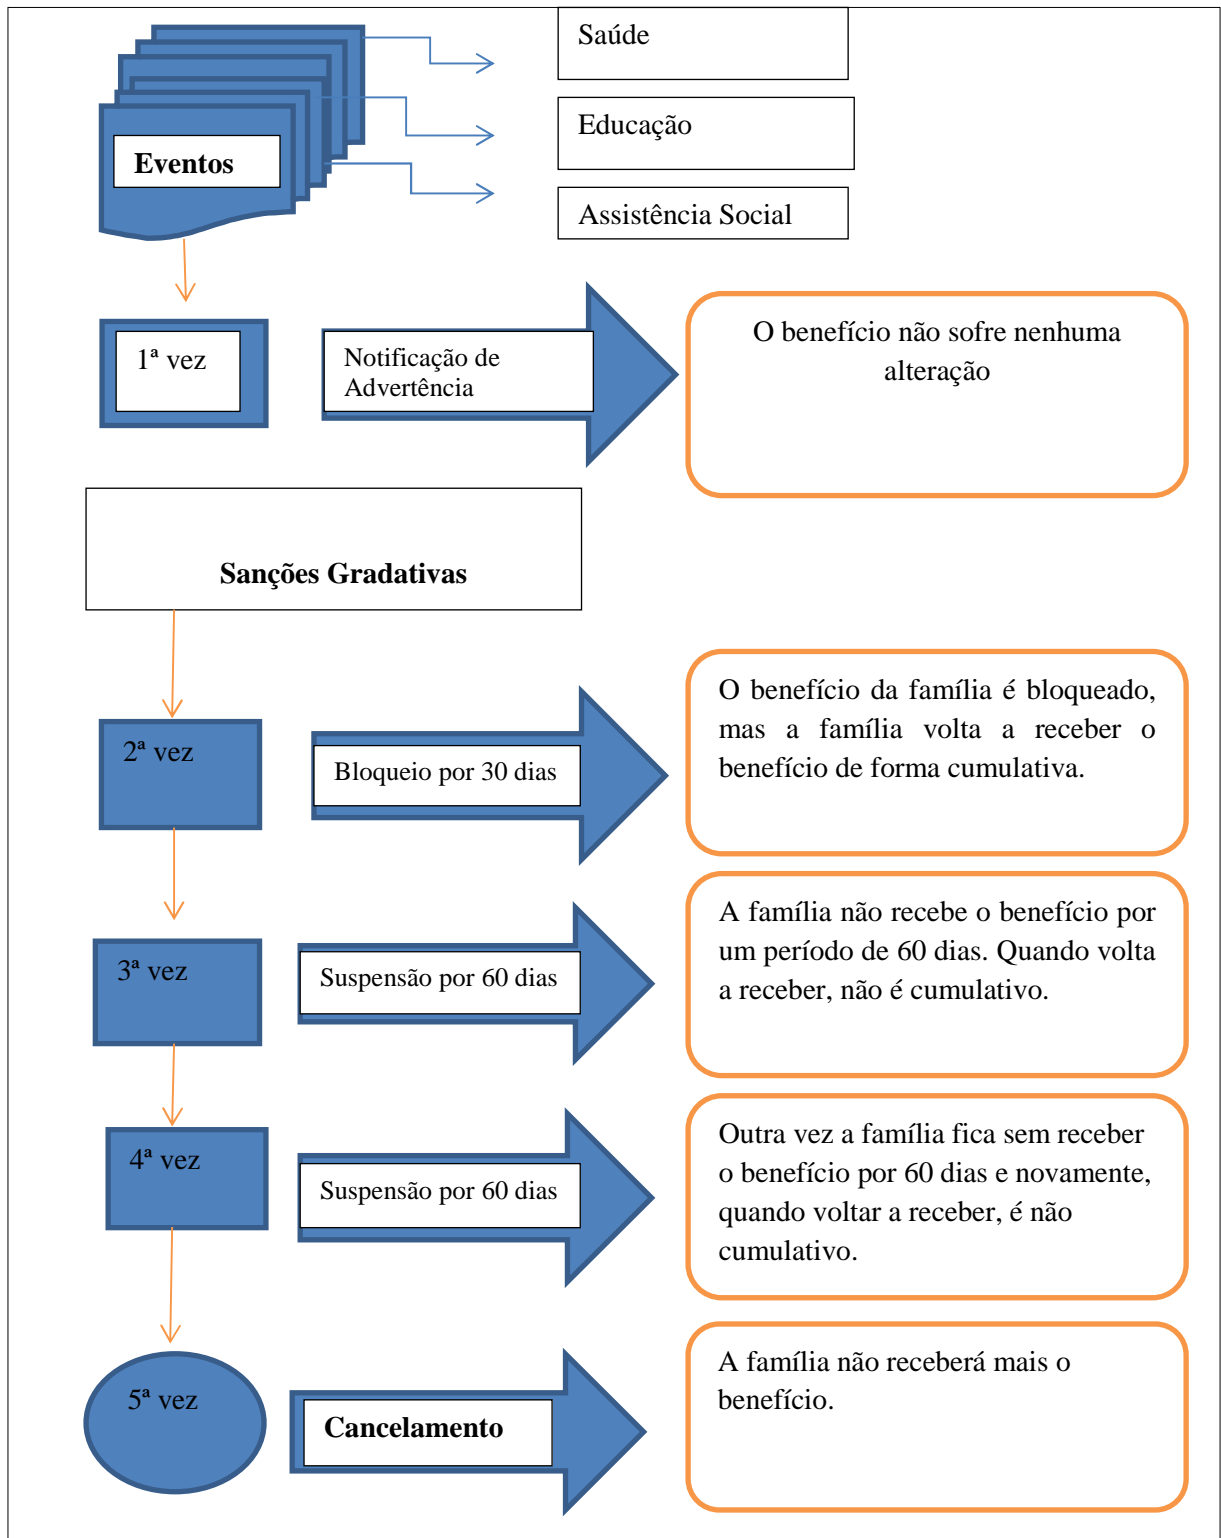 Saúde
Educação
Eventos
Assistência Social
1ª vez
Notificação de
Advertência
O benefício não sofre nenhuma
alteração
Sanções Gradativas
2ª vez
Bloqueio por 30 dias
O benefício da família é bloqueado,
mas a família volta a receber o
benefício de forma cumulativa.
3ª vez
Suspensão por 60 dias
A família não recebe o benefício por
um período de 60 dias. Quando volta
a receber, não é cumulativo.
4ª vez
Suspensão por 60 dias
Outra vez a família fica sem receber
o benefício por 60 dias e novamente,
quando voltar a receber, é não
cumulativo.
5ª vez
Cancelamento
A família não receberá mais o
benefício.